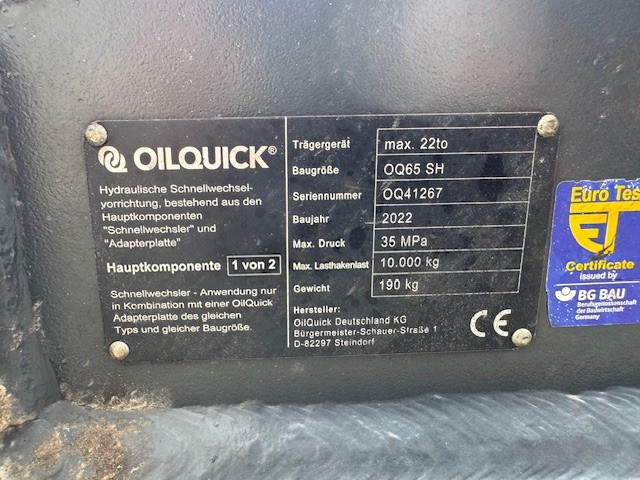 OILQUICK®
Hydraulische Schnellwechsel-
vorrichtung, bestehend aus den
Hauptkomponenten
"Schnellwechsler" und
"Adapterplatte"
Hauptkomponente 1 von 2
Schnellwechsler - Anwendung nur
in Kombination mit einer OilQuick
Adapterplatte des gleichen
Typs und gleicher Baugröße.
Trägergerät max. 22to
Baugröße OQ65 SH
Seriennummer OQ41267
Baujahr 2022
Max. Druck 35 MPa
Max. Lasthakenlast 10.000 kg
Gewicht 190 kg
Hersteller:
OilQuick Deutschland KG
Bürgermeister-Schauer-Straße 1
D-82297 Steindorf
CE
Euro Tes
ET
Certificate
issued by
BG BAU
Berufsgenossenschaft
der Bauwirtschaft
Germany